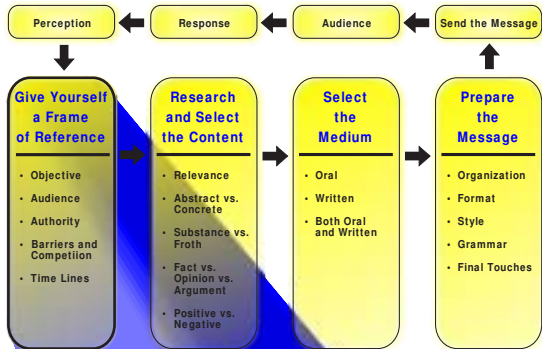 Perception
Response
Audience
Send the Message
Give Yourself
a Frame
of Reference
• Objective
• Audience
• Authority
• Barriers and
Competiion
• Time Lines
Research
and Select
the Content
• Relevance
• Abstract vs.
Concrete
• Substance vs.
Froth
• Fact vs.
Opinion vs.
Argument
• Positive vs.
Negative
Select
the
Medium
• Oral
• Written
• Both Oral
and Written
Prepare
the
Message
• Organization
• Format
• Style
• Grammar
• Final Touches